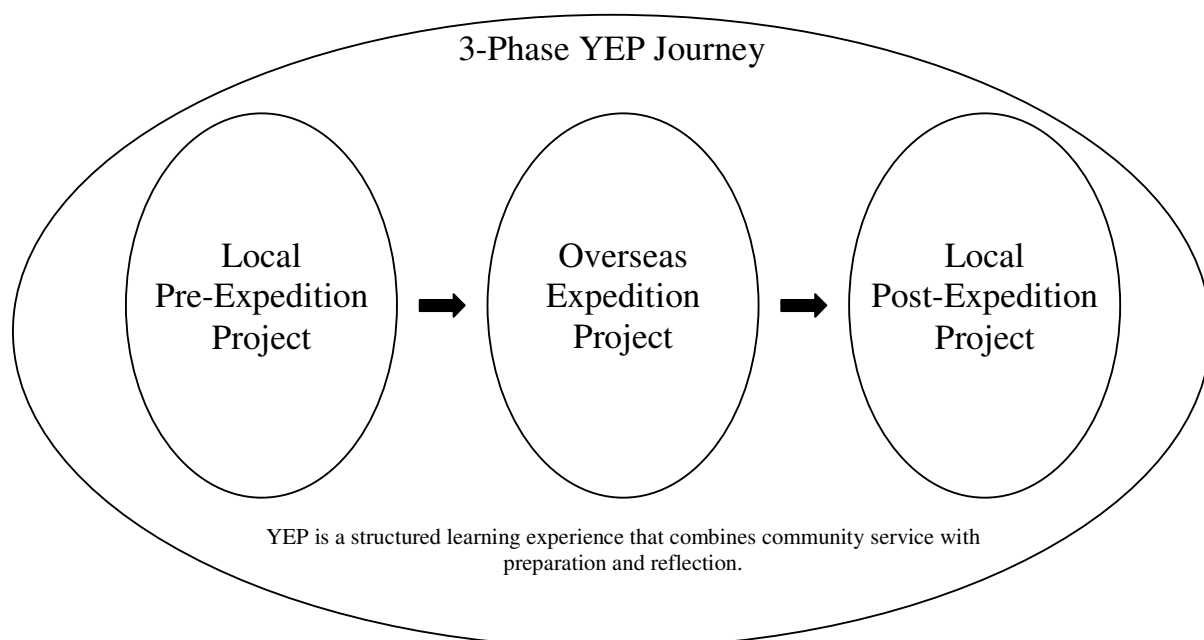 3-Phase YEP Journey
Local
Pre-Expedition
Project
Overseas
Expedition
Project
Local
Post-Expedition
Project
YEP is a structured learning experience that combines community service with
preparation and reflection.